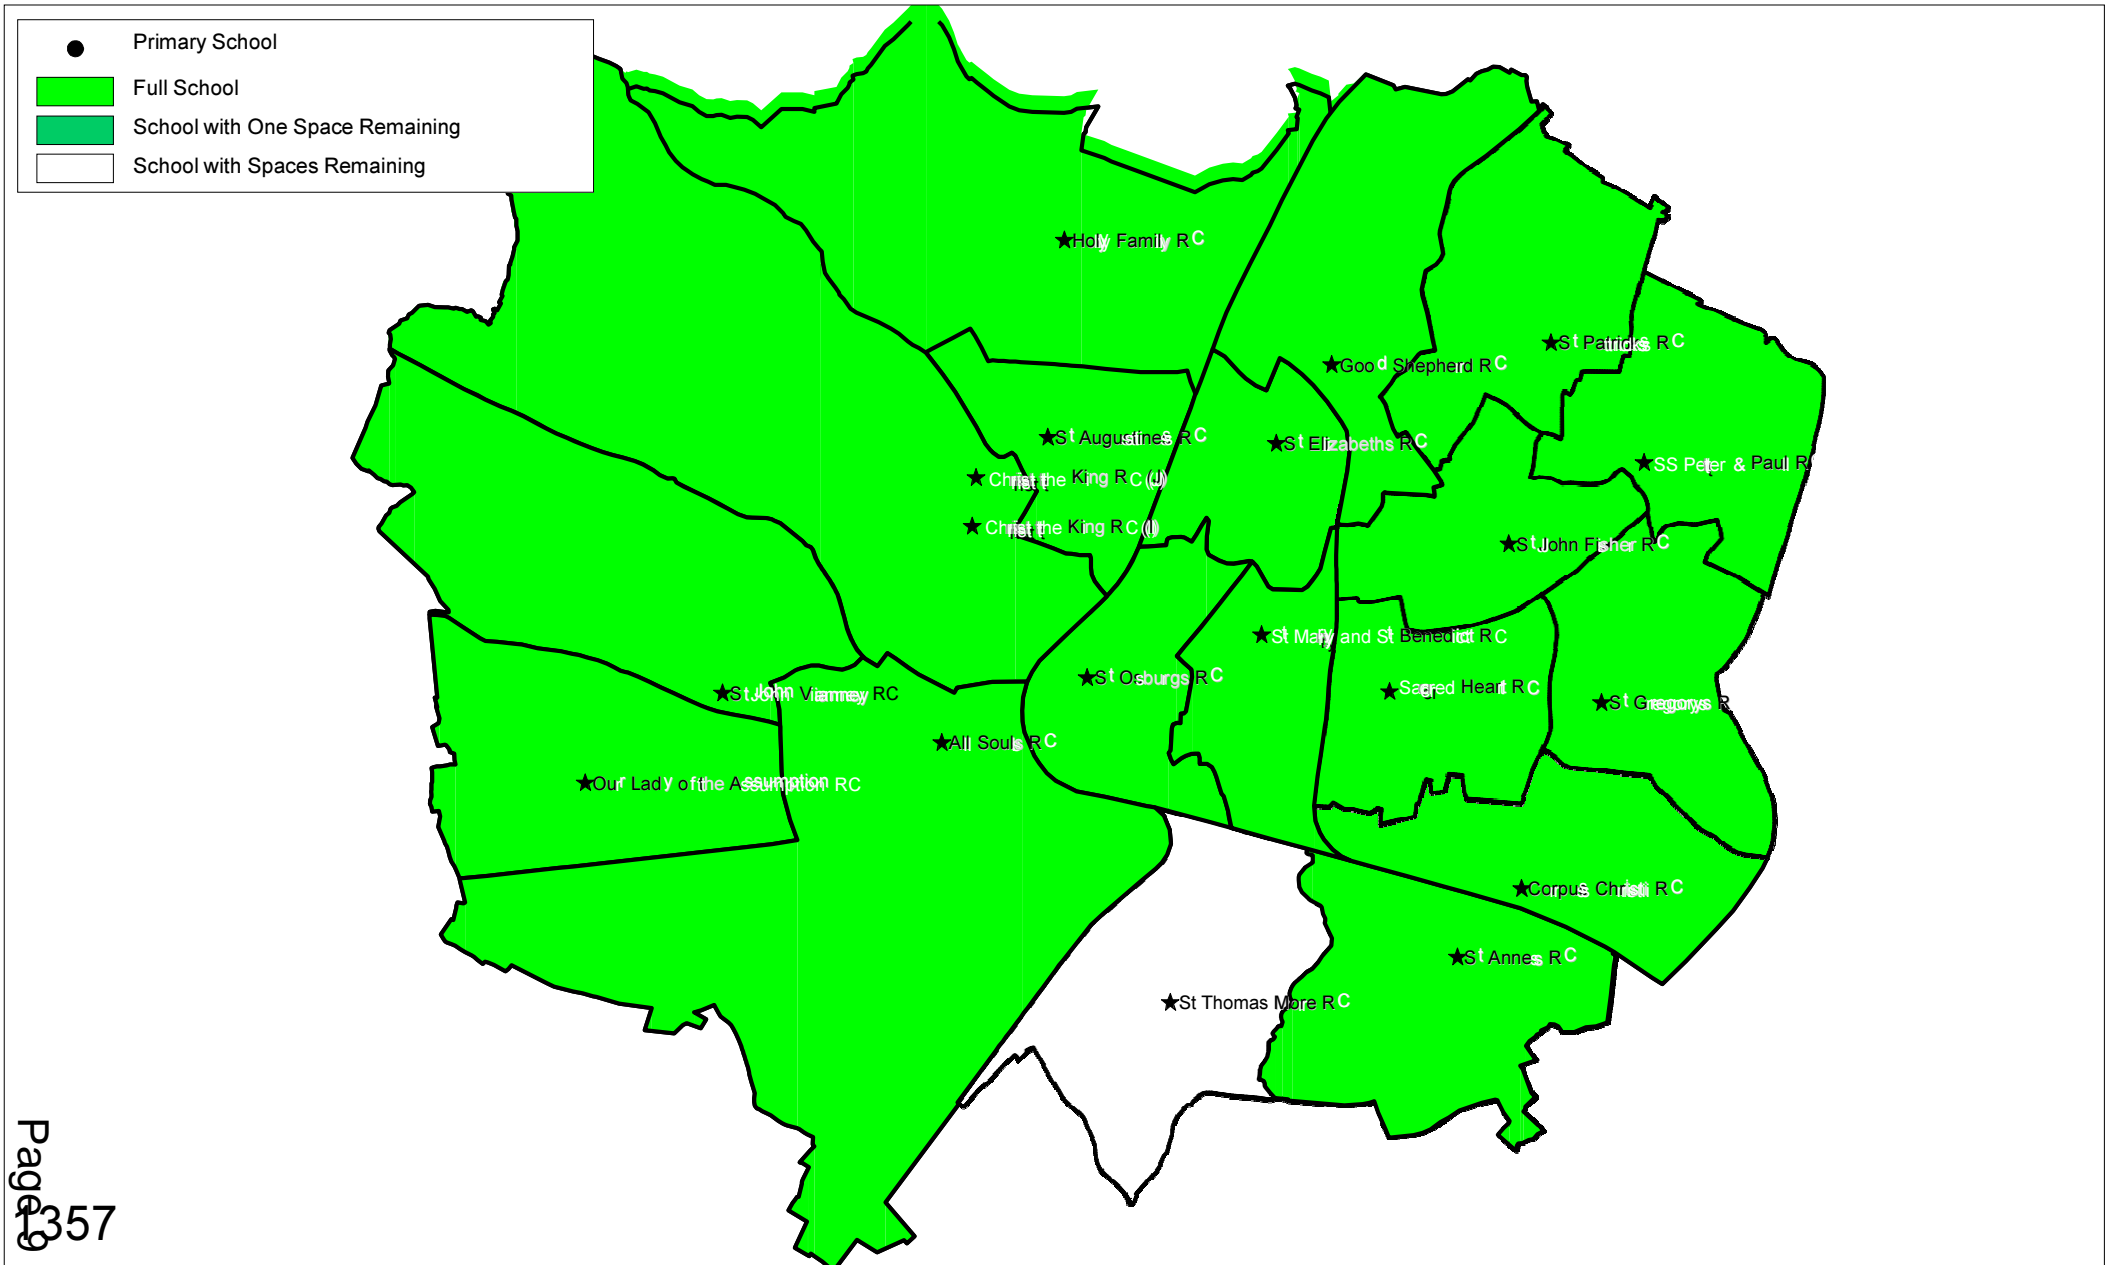 Primary School
Full School
School with One Space Remaining
School with Spaces Remaining
Holy Family RC
St Patricks RC
Good Shepherd RC
St Augustines RC
St Elizabeths RC
SS Peter & Paul R
Christ the King RC (J)
Christ the King RC (I)
St John Fisher RC
St Mary and St Benedict RC
St Osburgs RC
Sacred Heart RC
St John Vianney RC
St Gregorys R
All Souls RC
Our Lady of the Assumption RC
Corpus Christi RC
St Annes RC
St Thomas More RC
Page 9
1357